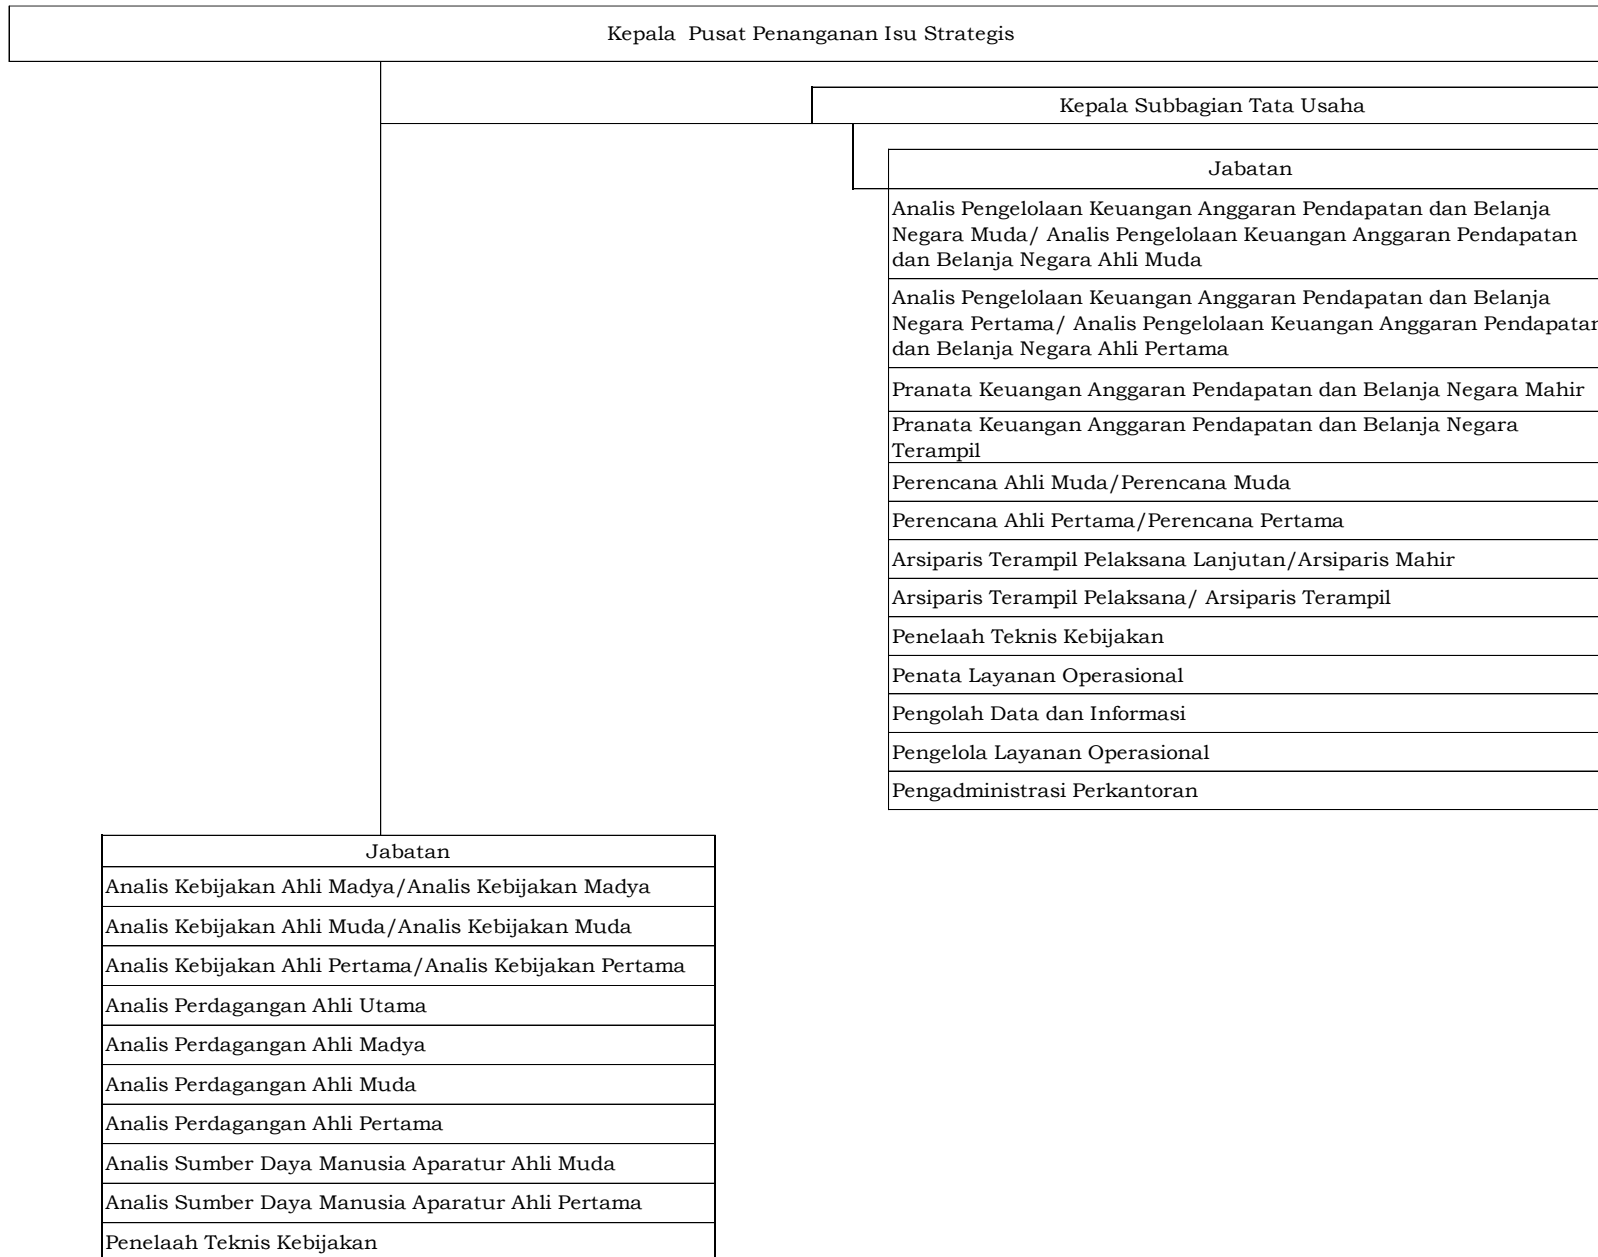 Kepala  Pusat Penanganan Isu Strategis
Kepala Subbagian Tata Usaha
Jabatan
Analis Pengelolaan Keuangan Anggaran Pendapatan dan Belanja
Negara Muda/ Analis Pengelolaan Keuangan Anggaran Pendapatan
dan Belanja Negara Ahli Muda
Analis Pengelolaan Keuangan Anggaran Pendapatan dan Belanja
Negara Pertama/ Analis Pengelolaan Keuangan Anggaran Pendapatan
dan Belanja Negara Ahli Pertama
Pranata Keuangan Anggaran Pendapatan dan Belanja Negara Mahir
Pranata Keuangan Anggaran Pendapatan dan Belanja Negara
Terampil
Perencana Ahli Muda/Perencana Muda
Perencana Ahli Pertama/Perencana Pertama
Arsiparis Terampil Pelaksana Lanjutan/Arsiparis Mahir
Arsiparis Terampil Pelaksana/ Arsiparis Terampil
Penelaah Teknis Kebijakan
Penata Layanan Operasional
Pengolah Data dan Informasi
Pengelola Layanan Operasional
Pengadministrasi Perkantoran
Jabatan
Analis Kebijakan Ahli Madya/Analis Kebijakan Madya
Analis Kebijakan Ahli Muda/Analis Kebijakan Muda
Analis Kebijakan Ahli Pertama/Analis Kebijakan Pertama
Analis Perdagangan Ahli Utama
Analis Perdagangan Ahli Madya
Analis Perdagangan Ahli Muda
Analis Perdagangan Ahli Pertama
Analis Sumber Daya Manusia Aparatur Ahli Muda
Analis Sumber Daya Manusia Aparatur Ahli Pertama
Penelaah Teknis Kebijakan